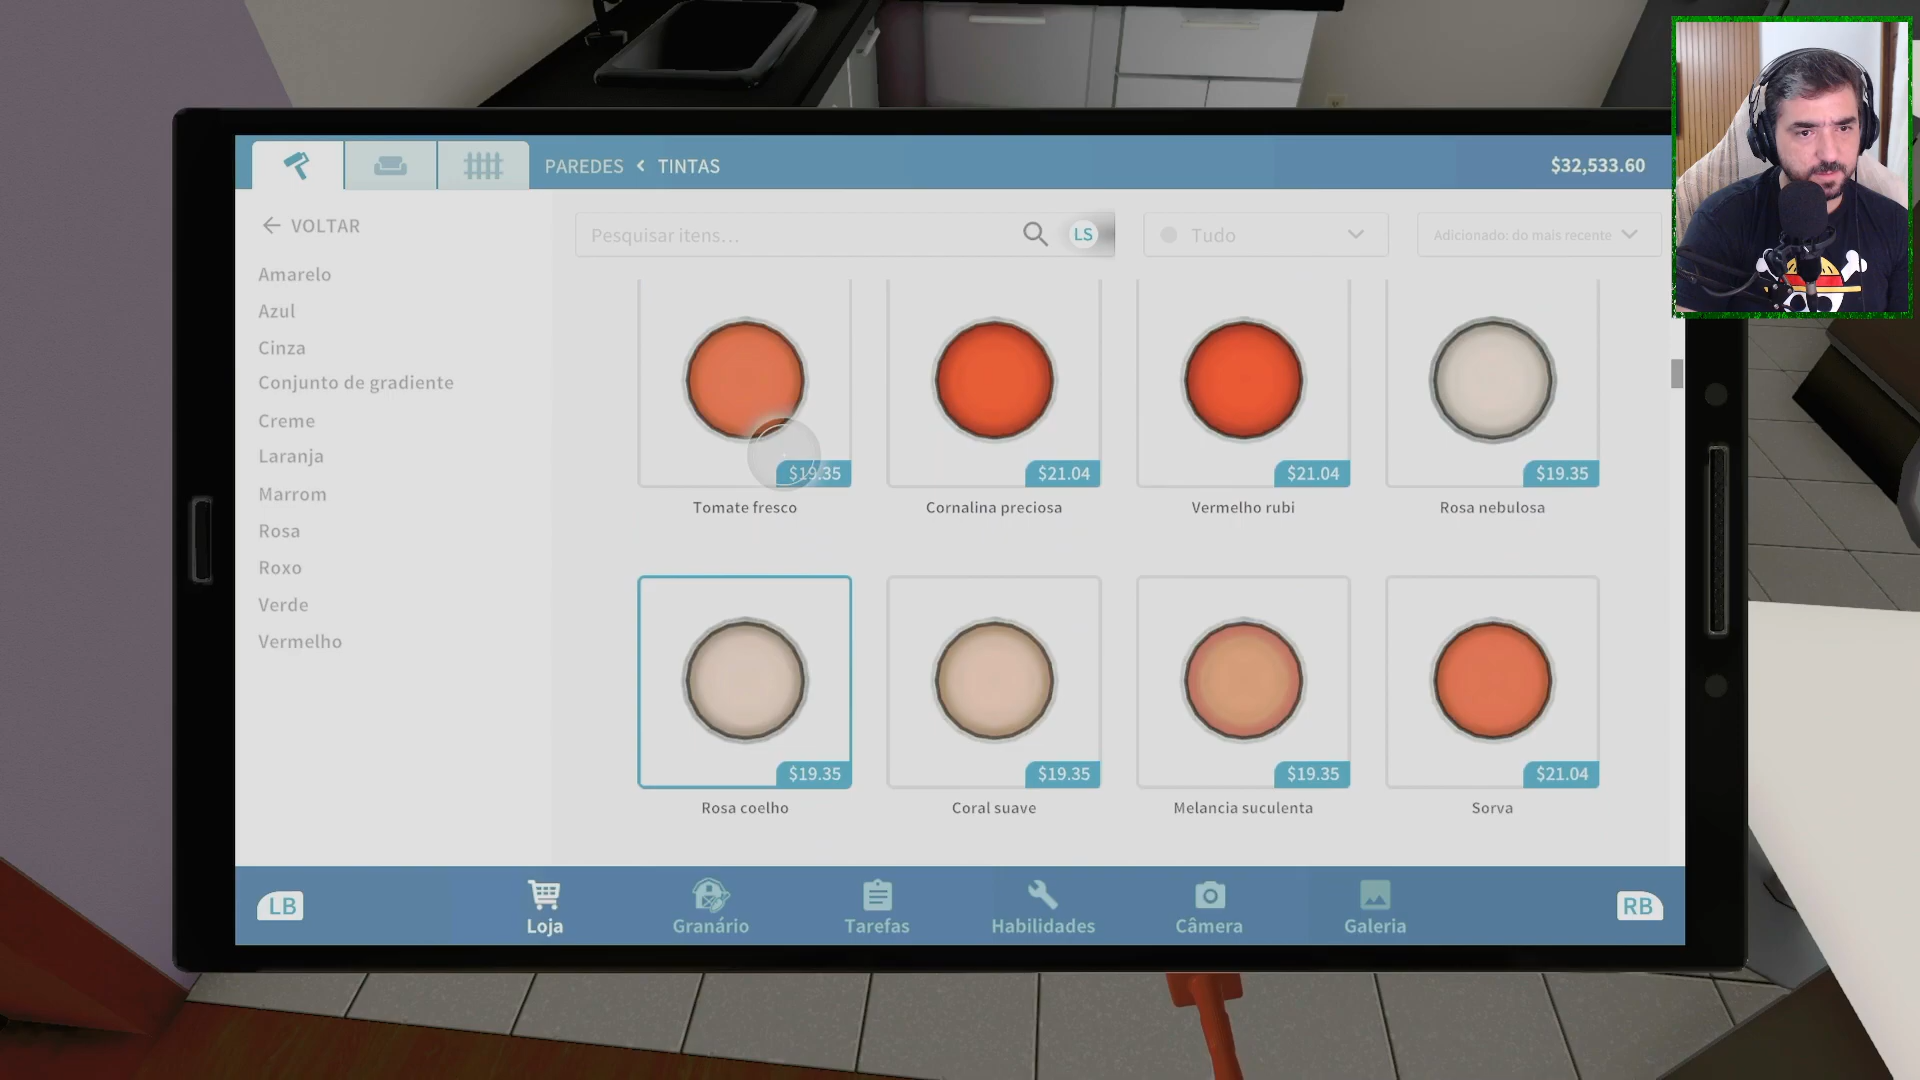 PAREDES < TINTAS
$32,533.60
VOLTAR
Pesquisar itens...
LS
Tudo
Adicionado: do mais recente
Amarelo
Azul
Cinza
Conjunto de gradiente
Creme
Laranja
Marrom
Rosa
Roxo
Verde
Vermelho
$19.35
$21.04
$21.04
$19.35
Tomate fresco
Cornalina preciosa
Vermelho rubi
Rosa nebulosa
$19.35
$19.35
$19.35
$21.04
Rosa coelho
Coral suave
Melancia suculenta
Sorva
LB
Loja
Granário
Tarefas
Habilidades
Câmera
Galeria
RB